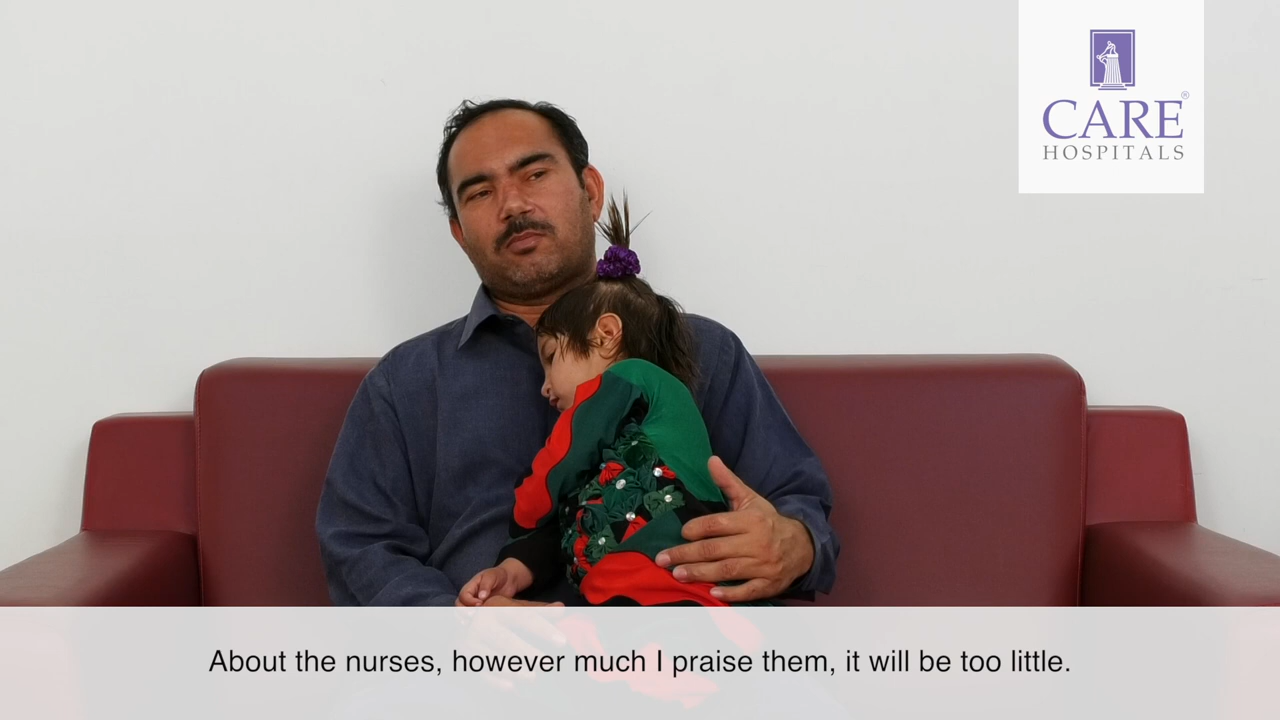 CARE®
HOSPITALS
About the nurses, however much I praise them, it will be too little.